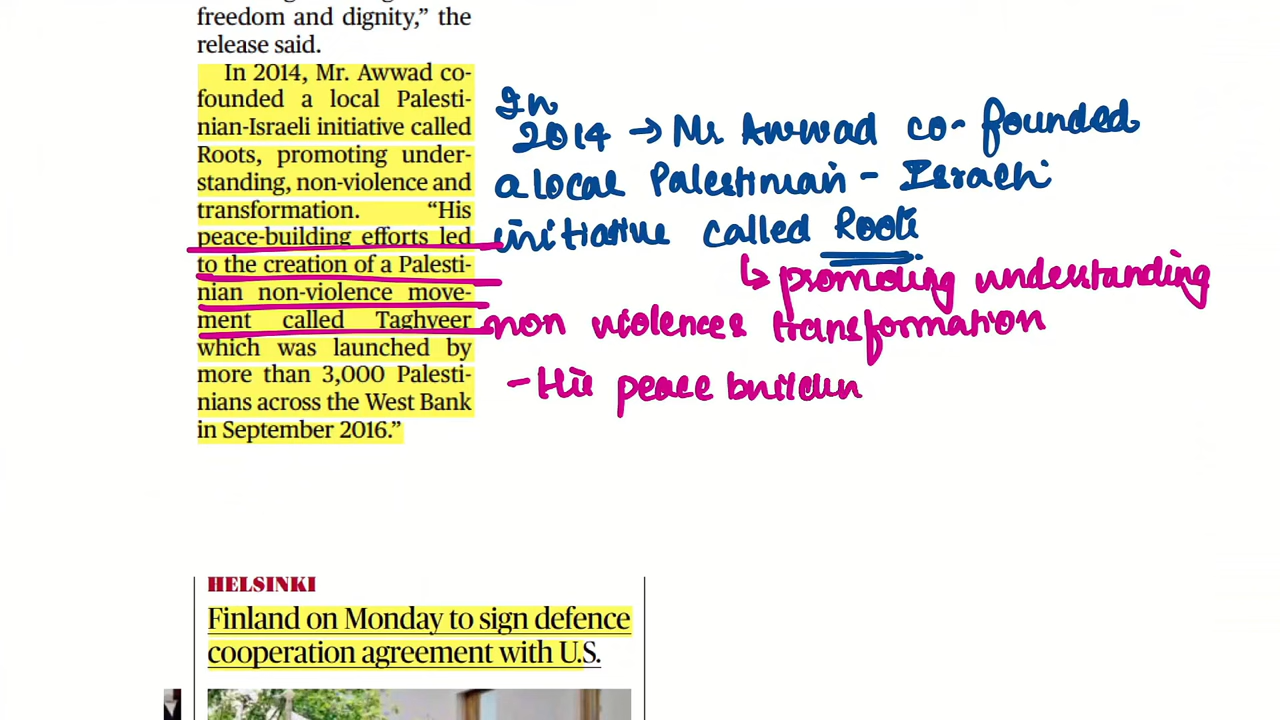 freedom and dignity,” the
release said.
In 2014, Mr. Awwad co-
founded a local Palesti-
nian-Israeli initiative called
Roots, promoting under-
standing, non-violence and
transformation. “His
peace-building efforts led
to the creation of a Palesti-
nian non-violence move-
ment called Taghyeer
which was launched by
more than 3,000 Palesti-
nians across the West Bank
in September 2016.”
In
2014 → Mr Awwad co-founded
a local Palestinian - Israeli
initiative called Roots
↳ promoting understanding
non violences transformation
- His peace buildun
HELSINKI
Finland on Monday to sign defence
cooperation agreement with U.S.